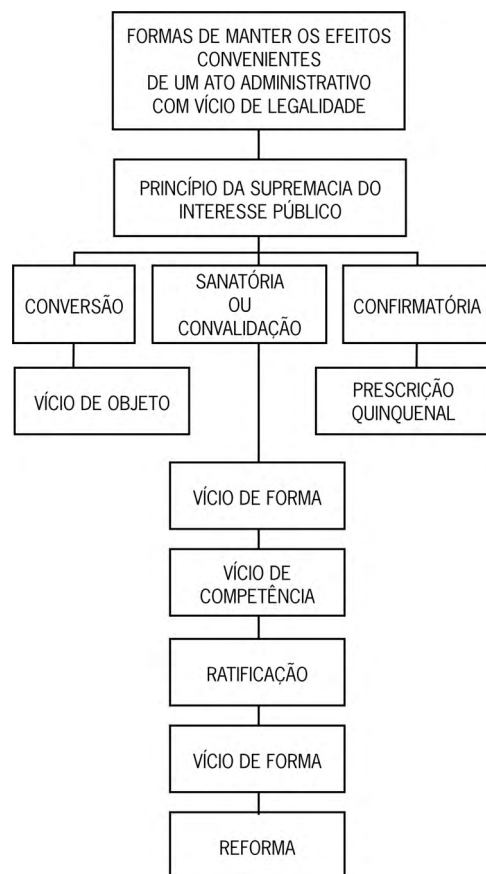 FORMAS DE MANTER OS EFEITOS
CONVENIENTES
DE UM ATO ADMINISTRATIVO
COM VÍCIO DE LEGALIDADE
PRINCÍPIO DA SUPREMACIA DO
INTERESSE PÚBLICO
CONVERSÃO
SANATÓRIA
OU
CONVALIDAÇÃO
CONFIRMATÓRIA
VÍCIO DE OBJETO
PRESCRIÇÃO
QUINQUENAL
VÍCIO DE FORMA
VÍCIO DE
COMPETÊNCIA
RATIFICAÇÃO
VÍCIO DE FORMA
REFORMA